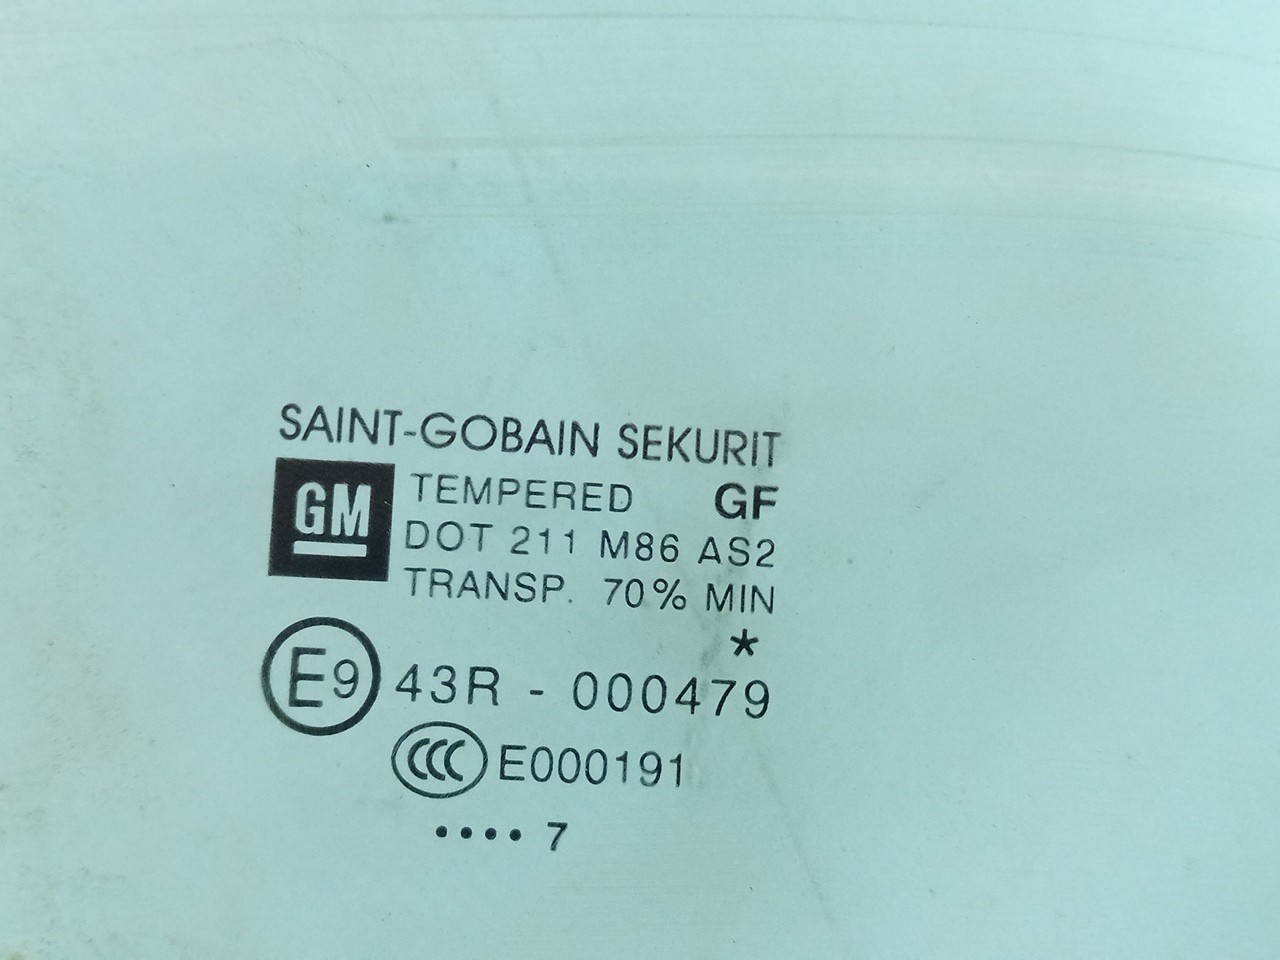 SAINT-GOBAIN SEKURIT
GM TEMPERED GF
DOT 211 M86 AS2
TRANSP. 70% MIN
*
E9 43R - 000479
CCC E000191
•••• 7